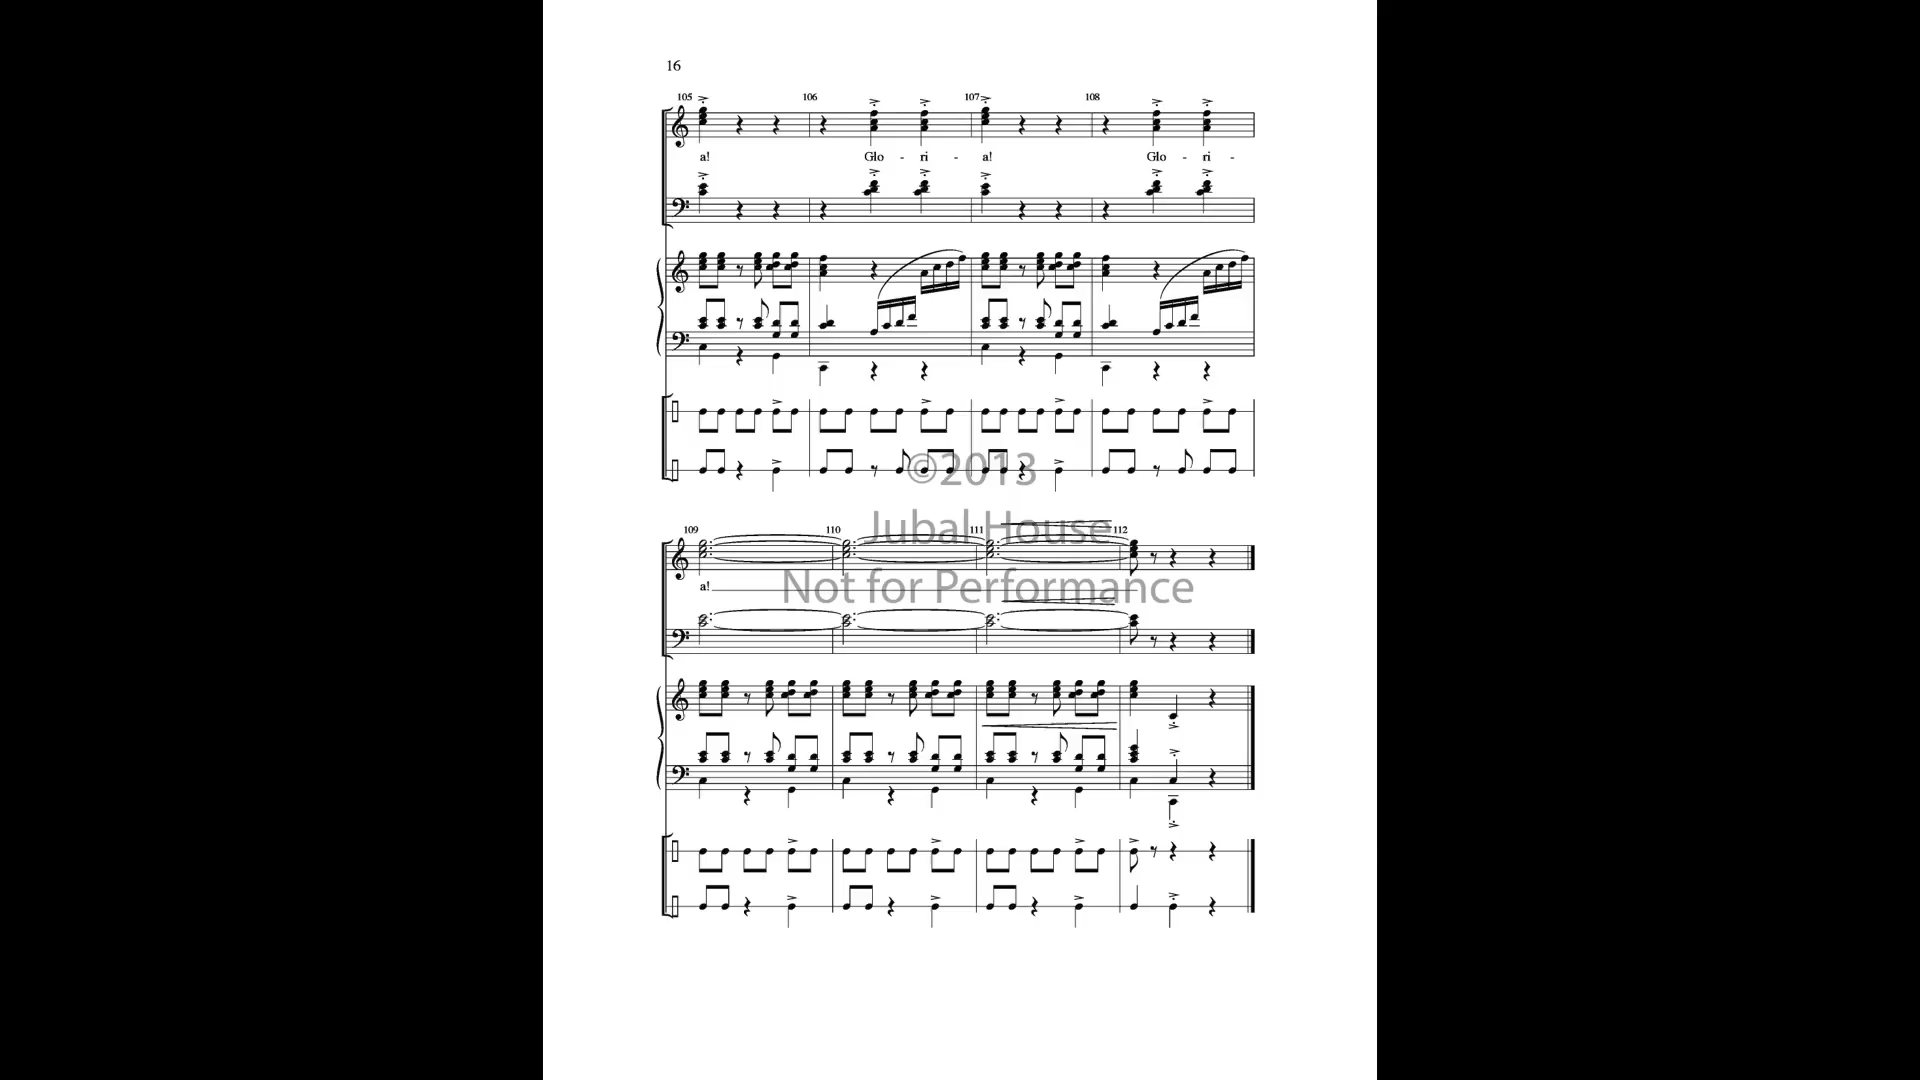 16
105 106 107 108
a! Glo - ri - a! Glo - ri -
©2013
109 110 111 112
Jubal House
a!
Not for Performance